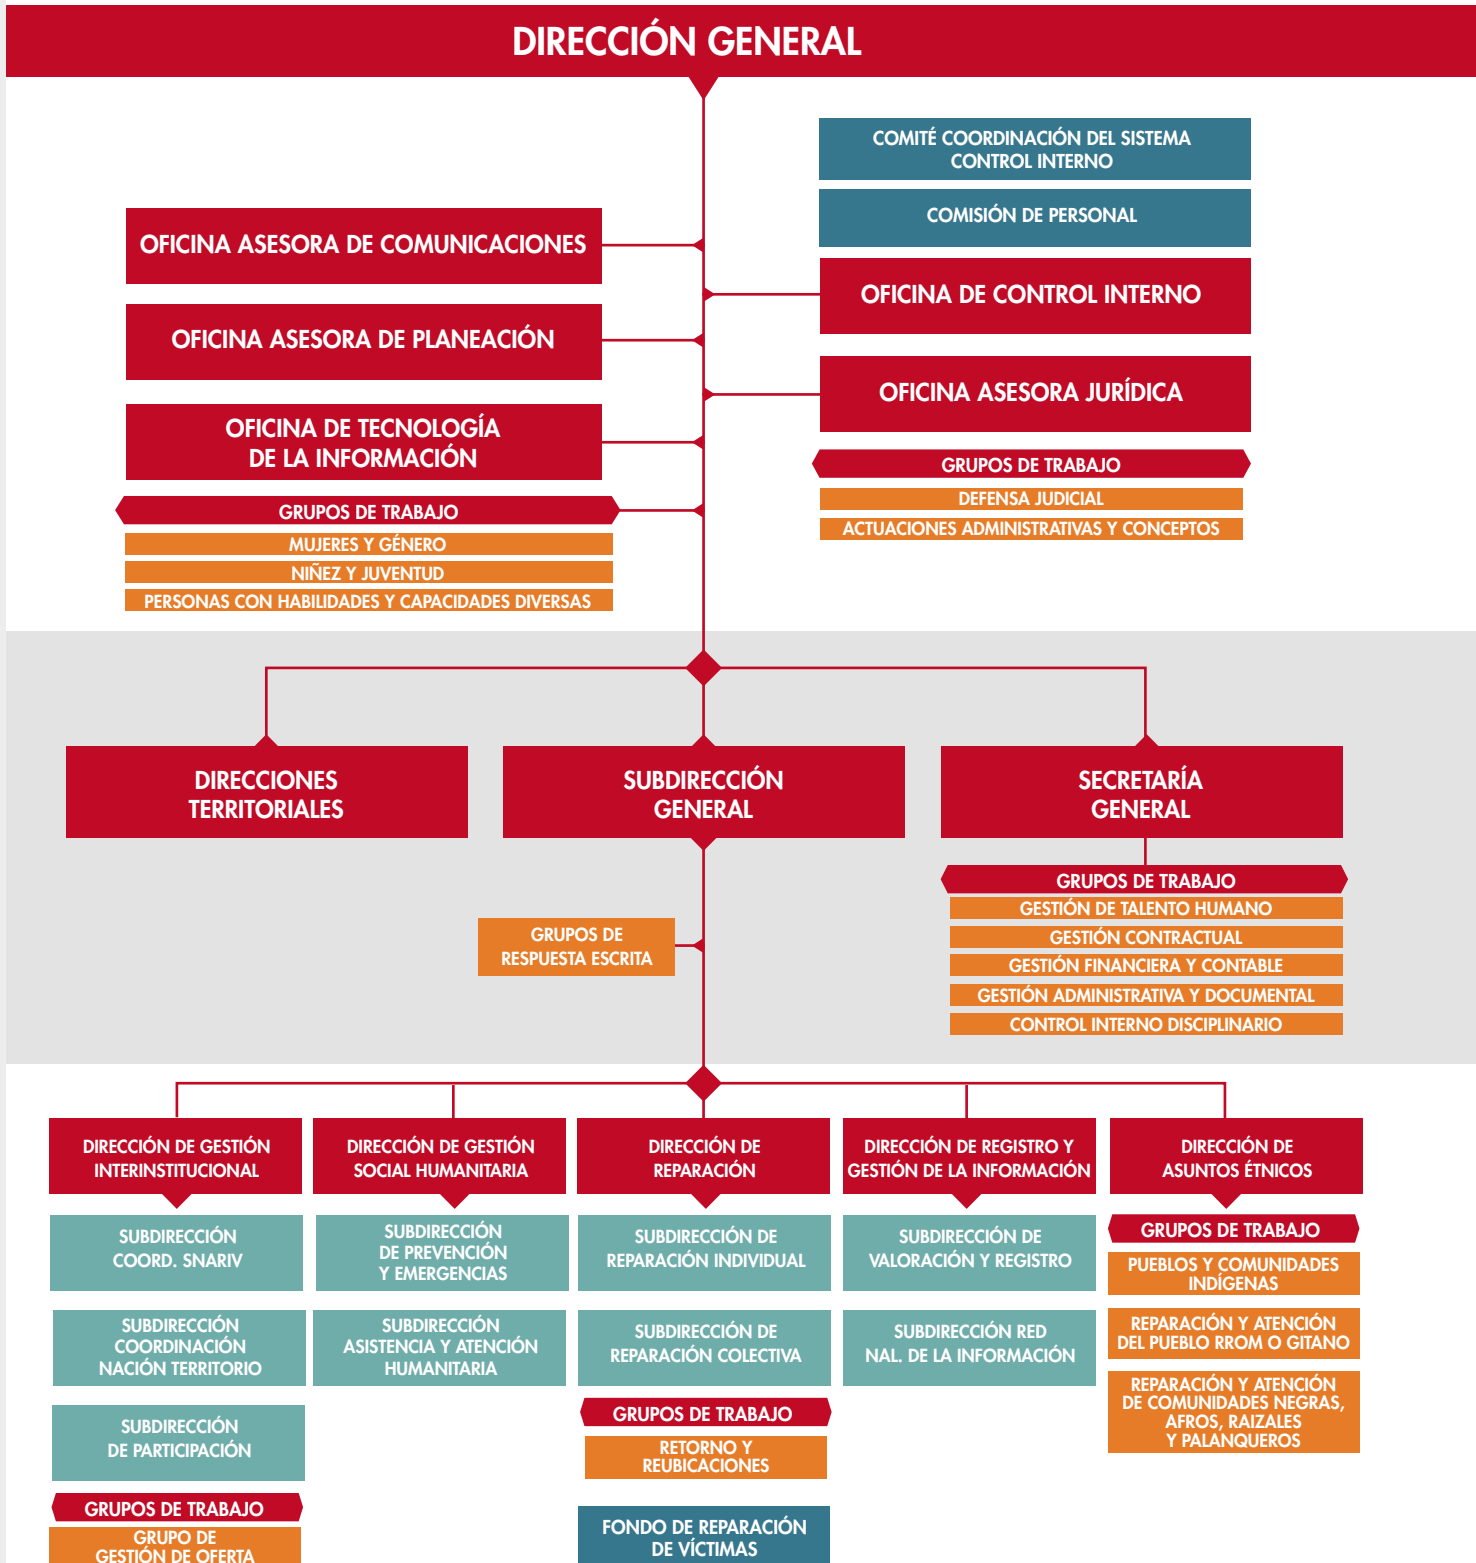 DIRECCIÓN GENERAL
COMITÉ COORDINACIÓN DEL SISTEMA
CONTROL INTERNO
COMISIÓN DE PERSONAL
OFICINA ASESORA DE COMUNICACIONES
OFICINA DE CONTROL INTERNO
OFICINA ASESORA DE PLANEACIÓN
OFICINA ASESORA JURÍDICA
OFICINA DE TECNOLOGÍA
DE LA INFORMACIÓN
GRUPOS DE TRABAJO
DEFENSA JUDICIAL
ACTUACIONES ADMINISTRATIVAS Y CONCEPTOS
GRUPOS DE TRABAJO
MUJERES Y GÉNERO
NIÑEZ Y JUVENTUD
PERSONAS CON HABILIDADES Y CAPACIDADES DIVERSAS
DIRECCIONES
TERRITORIALES
SUBDIRECCIÓN
GENERAL
SECRETARÍA
GENERAL
GRUPOS DE TRABAJO
GESTIÓN DE TALENTO HUMANO
GESTIÓN CONTRACTUAL
GESTIÓN FINANCIERA Y CONTABLE
GESTIÓN ADMINISTRATIVA Y DOCUMENTAL
CONTROL INTERNO DISCIPLINARIO
GRUPOS DE
RESPUESTA ESCRITA
DIRECCIÓN DE GESTIÓN
INTERINSTITUCIONAL
SUBDIRECCIÓN
COORD. SNARIV
SUBDIRECCIÓN
COORDINACIÓN
NACIÓN TERRITORIO
SUBDIRECCIÓN
DE PARTICIPACIÓN
GRUPOS DE TRABAJO
GRUPO DE
GESTIÓN DE OFERTA
DIRECCIÓN DE GESTIÓN
SOCIAL HUMANITARIA
SUBDIRECCIÓN
DE PREVENCIÓN
Y EMERGENCIAS
SUBDIRECCIÓN
ASISTENCIA Y ATENCIÓN
HUMANITARIA
DIRECCIÓN DE
REPARACIÓN
SUBDIRECCIÓN DE
REPARACIÓN INDIVIDUAL
SUBDIRECCIÓN DE
REPARACIÓN COLECTIVA
GRUPOS DE TRABAJO
RETORNO Y
REUBICACIONES
FONDO DE REPARACIÓN
DE VÍCTIMAS
DIRECCIÓN DE REGISTRO Y
GESTIÓN DE LA INFORMACIÓN
SUBDIRECCIÓN DE
VALORACIÓN Y REGISTRO
SUBDIRECCIÓN RED
NAL. DE LA INFORMACIÓN
DIRECCIÓN DE
ASUNTOS ÉTNICOS
GRUPOS DE TRABAJO
PUEBLOS Y COMUNIDADES
INDÍGENAS
REPARACIÓN Y ATENCIÓN
DEL PUEBLO RROM O GITANO
REPARACIÓN Y ATENCIÓN
DE COMUNIDADES NEGRAS,
AFROS, RAIZALES
Y PALANQUEROS